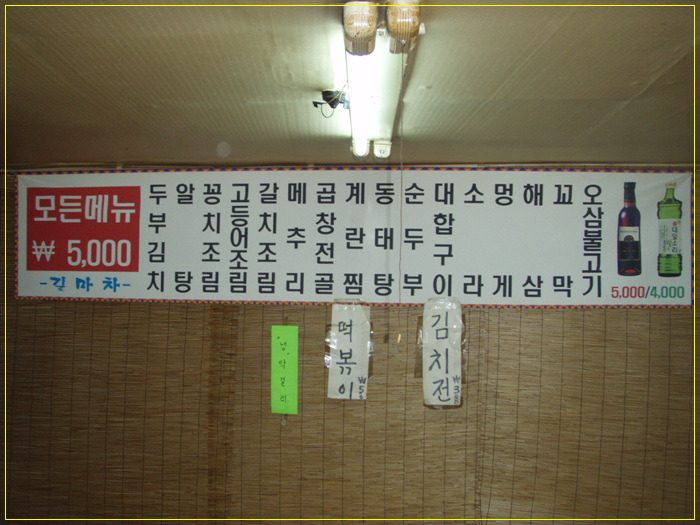 모든메뉴
₩ 5,000
-길마차-
두부김치
알탕
꽁치조림
고등어조림
갈치조림
메추리
곱창전골
계란찜
동태탕
순두부
대합구이
소라
멍게
해삼
꼬막
오삼불고기
5,000/4,000
떡볶이
김치전